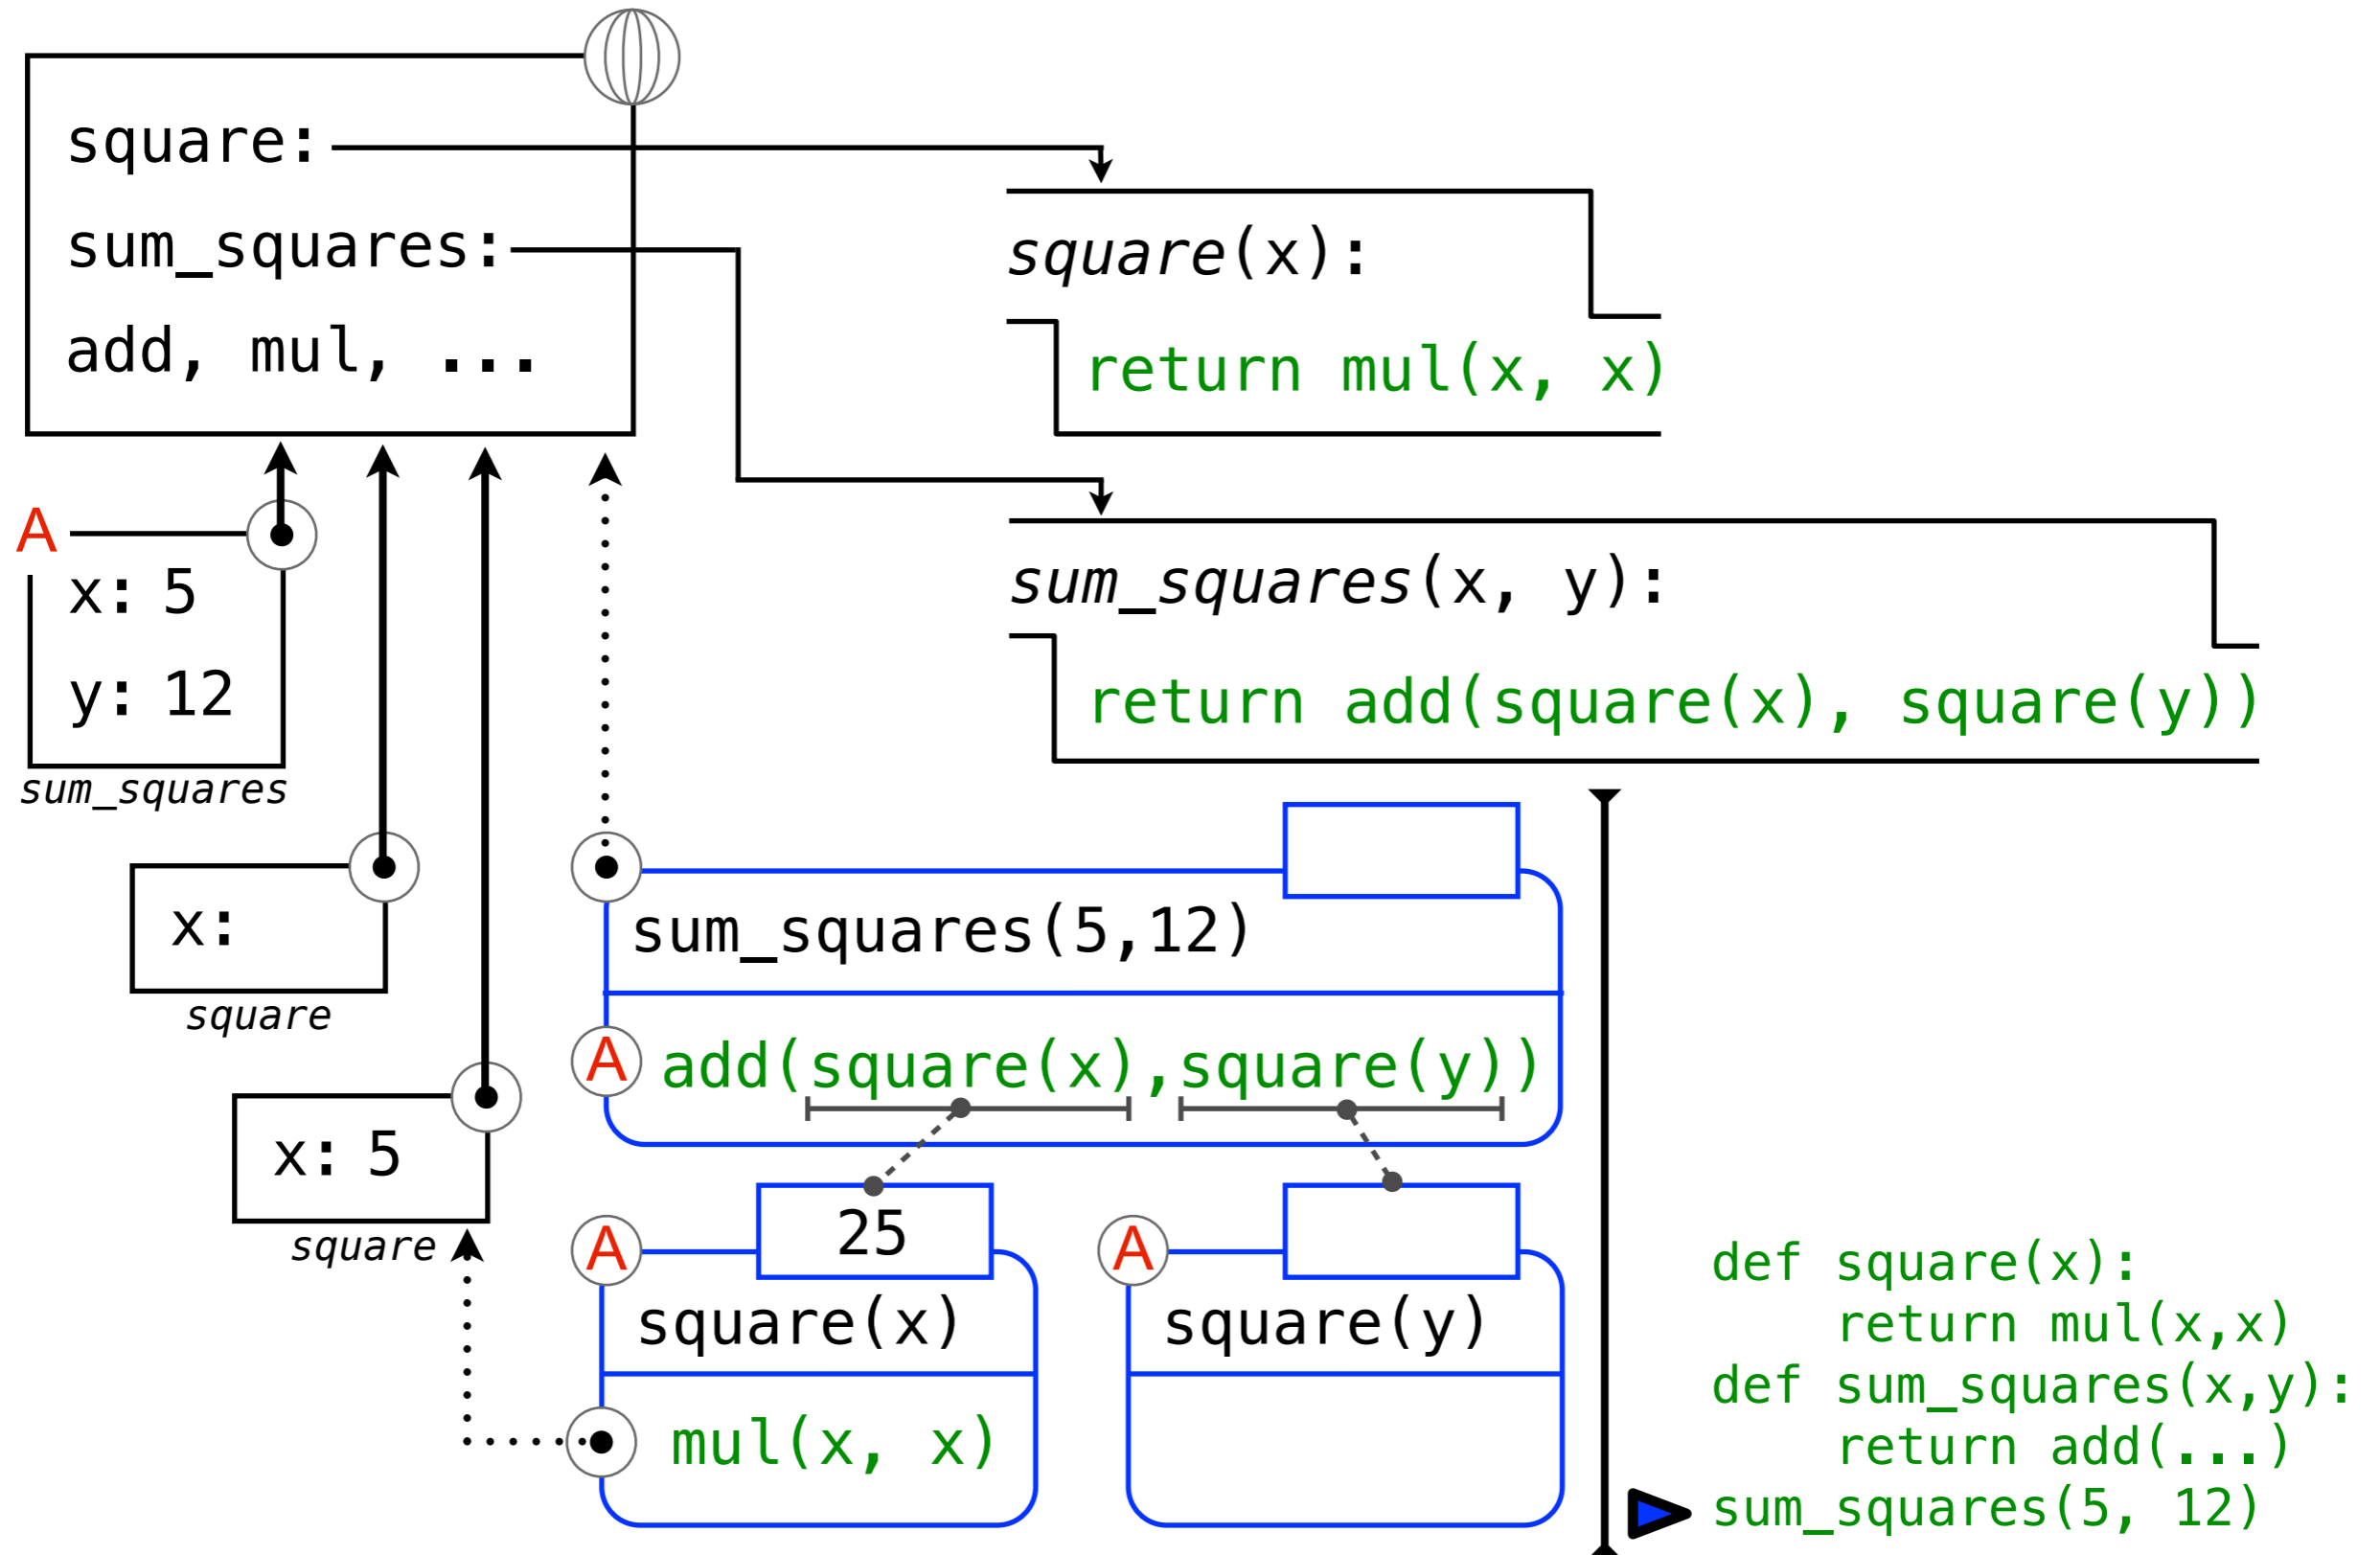 square:
sum_squares:
add, mul, ...
square(x):
return mul(x, x)
sum_squares(x, y):
return add(square(x), square(y))
A
x: 5
y: 12
sum_squares
x:
square
x: 5
square
sum_squares(5,12)
A
add(square(x),square(y))
A
25
square(x)
mul(x, x)
A
square(y)
def square(x):
return mul(x,x)
def sum_squares(x,y):
return add(...)
sum_squares(5, 12)